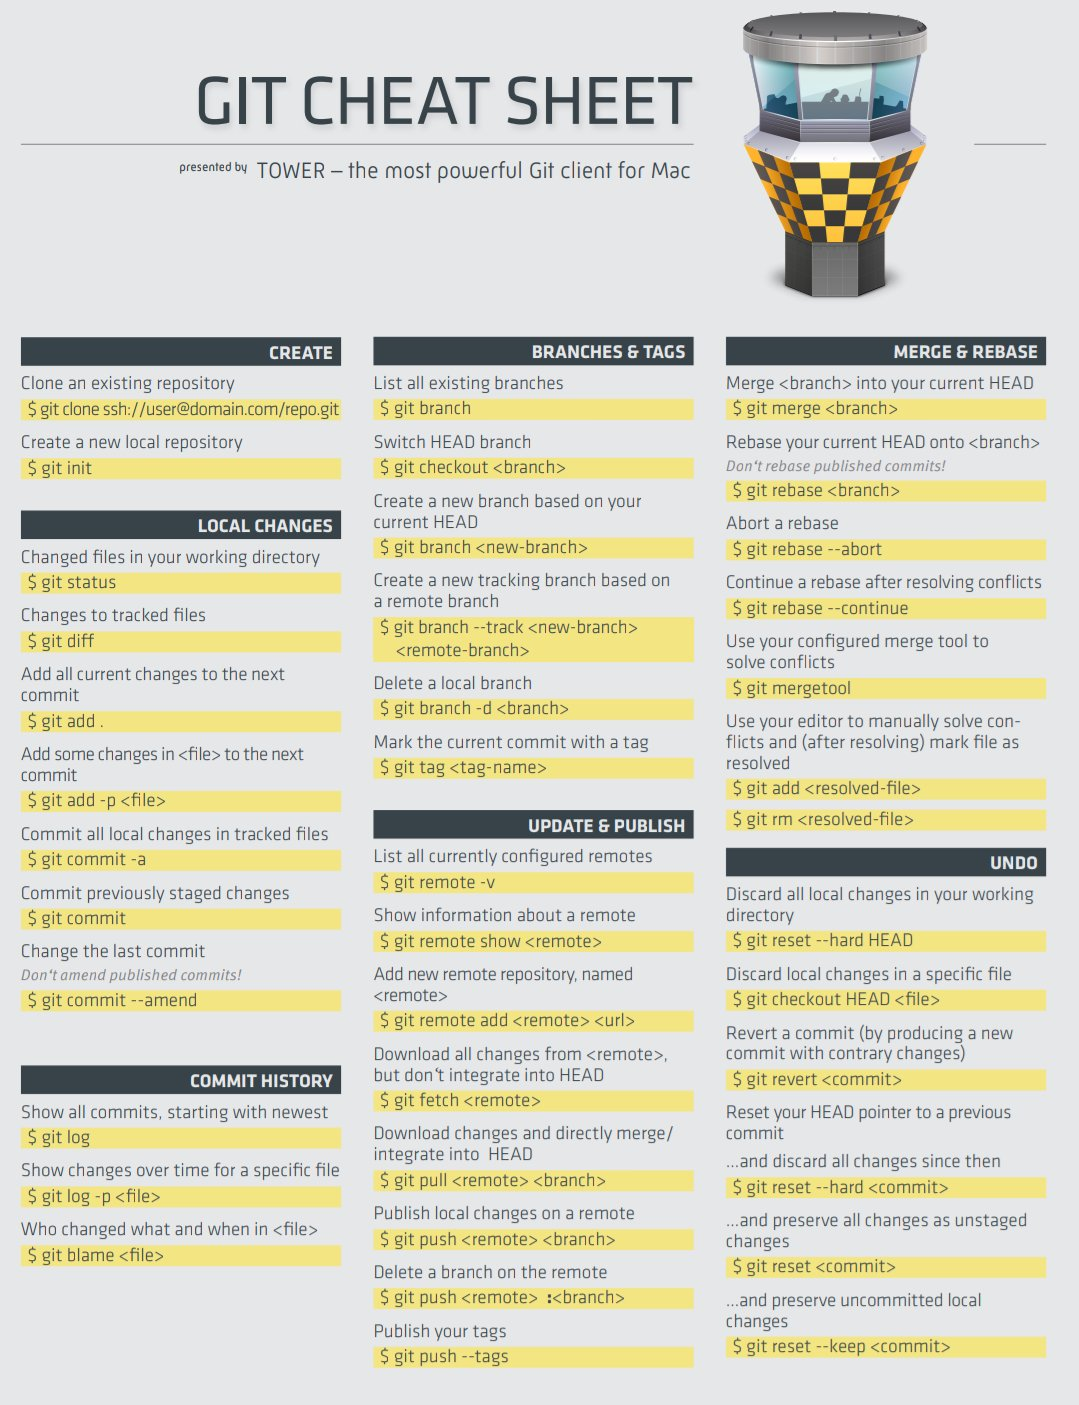 GIT CHEAT SHEET
presented by TOWER – the most powerful Git client for Mac
CREATE
Clone an existing repository
$ git clone ssh://user@domain.com/repo.git
Create a new local repository
$ git init
LOCAL CHANGES
Changed files in your working directory
$ git status
Changes to tracked files
$ git diff
Add all current changes to the next
commit
$ git add .
Add some changes in <file> to the next
commit
$ git add -p <file>
Commit all local changes in tracked files
$ git commit -a
Commit previously staged changes
$ git commit
Change the last commit
Don‘t amend published commits!
$ git commit --amend
COMMIT HISTORY
Show all commits, starting with newest
$ git log
Show changes over time for a specific file
$ git log -p <file>
Who changed what and when in <file>
$ git blame <file>
BRANCHES & TAGS
List all existing branches
$ git branch
Switch HEAD branch
$ git checkout <branch>
Create a new branch based on your
current HEAD
$ git branch <new-branch>
Create a new tracking branch based on
a remote branch
$ git branch --track <new-branch>
<remote-branch>
Delete a local branch
$ git branch -d <branch>
Mark the current commit with a tag
$ git tag <tag-name>
UPDATE & PUBLISH
List all currently configured remotes
$ git remote -v
Show information about a remote
$ git remote show <remote>
Add new remote repository, named
<remote>
$ git remote add <remote> <url>
Download all changes from <remote>,
but don‘t integrate into HEAD
$ git fetch <remote>
Download changes and directly merge/
integrate into HEAD
$ git pull <remote> <branch>
Publish local changes on a remote
$ git push <remote> <branch>
Delete a branch on the remote
$ git push <remote> :<branch>
Publish your tags
$ git push --tags
MERGE & REBASE
Merge <branch> into your current HEAD
$ git merge <branch>
Rebase your current HEAD onto <branch>
Don‘t rebase published commits!
$ git rebase <branch>
Abort a rebase
$ git rebase --abort
Continue a rebase after resolving conflicts
$ git rebase --continue
Use your configured merge tool to
solve conflicts
$ git mergetool
Use your editor to manually solve con-
flicts and (after resolving) mark file as
resolved
$ git add <resolved-file>
$ git rm <resolved-file>
UNDO
Discard all local changes in your working
directory
$ git reset --hard HEAD
Discard local changes in a specific file
$ git checkout HEAD <file>
Revert a commit (by producing a new
commit with contrary changes)
$ git revert <commit>
Reset your HEAD pointer to a previous
commit
...and discard all changes since then
$ git reset --hard <commit>
...and preserve all changes as unstaged
changes
$ git reset <commit>
...and preserve uncommitted local
changes
$ git reset --keep <commit>